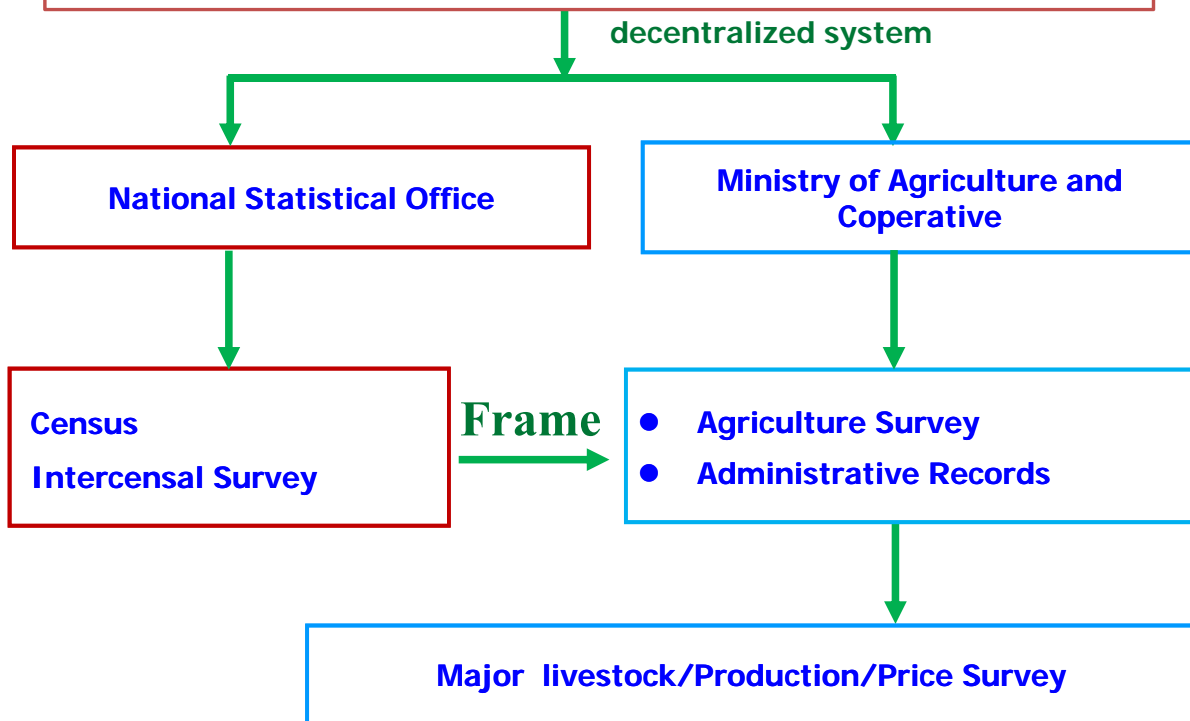 decentralized system
National Statistical Office
Ministry of Agriculture and
Coperative
Census
Intercensal Survey
Frame
● Agriculture Survey
● Administrative Records
Major livestock/Production/Price Survey